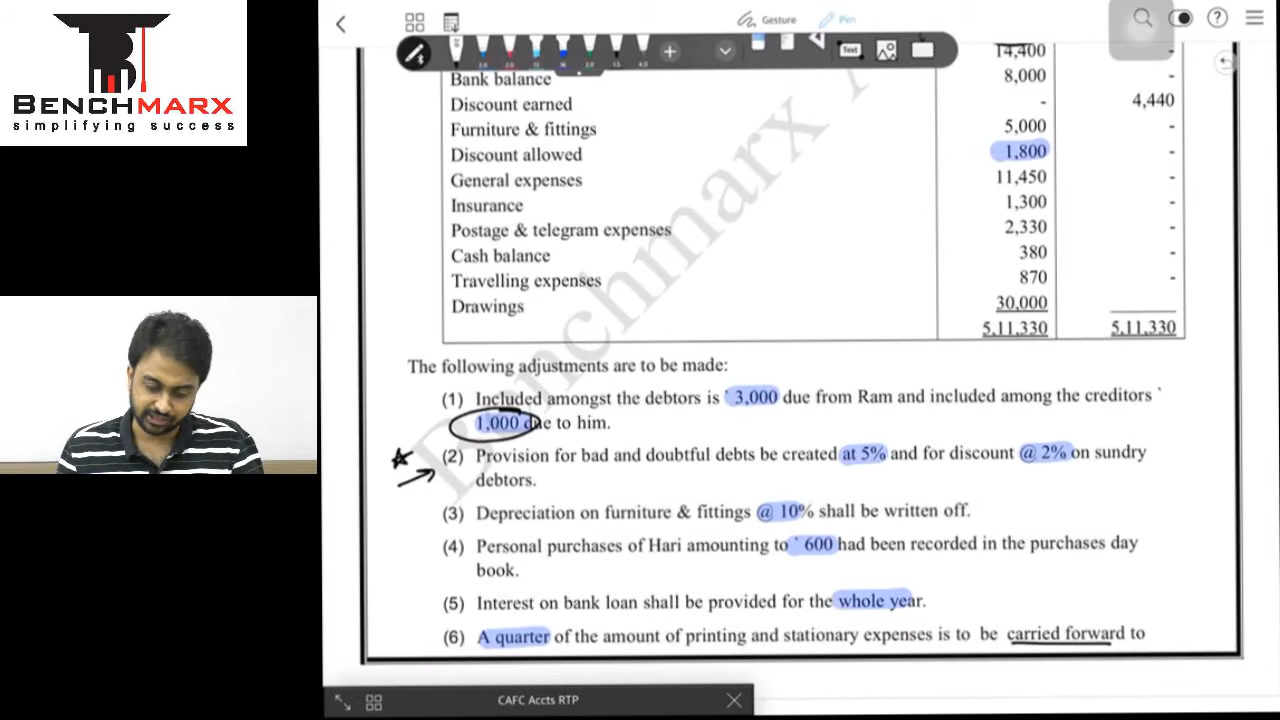 Gesture
Pen
Text
BENCHMARX
simplifying success
14,400 -
Bank balance 8,000 -
Discount earned - 4,440
Furniture & fittings 5,000 -
Discount allowed 1,800 -
General expenses 11,450 -
Insurance 1,300 -
Postage & telegram expenses 2,330 -
Cash balance 380 -
Travelling expenses 870 -
Drawings 30,000
5,11,330 5,11,330
The following adjustments are to be made:
(1) Included amongst the debtors is ` 3,000 due from Ram and included among the creditors `
1,000 due to him.
(2) Provision for bad and doubtful debts be created at 5% and for discount @ 2% on sundry
debtors.
(3) Depreciation on furniture & fittings @ 10% shall be written off.
(4) Personal purchases of Hari amounting to ` 600 had been recorded in the purchases day
book.
(5) Interest on bank loan shall be provided for the whole year.
(6) A quarter of the amount of printing and stationary expenses is to be carried forward to
Benchmarx
CAFC Accts RTP